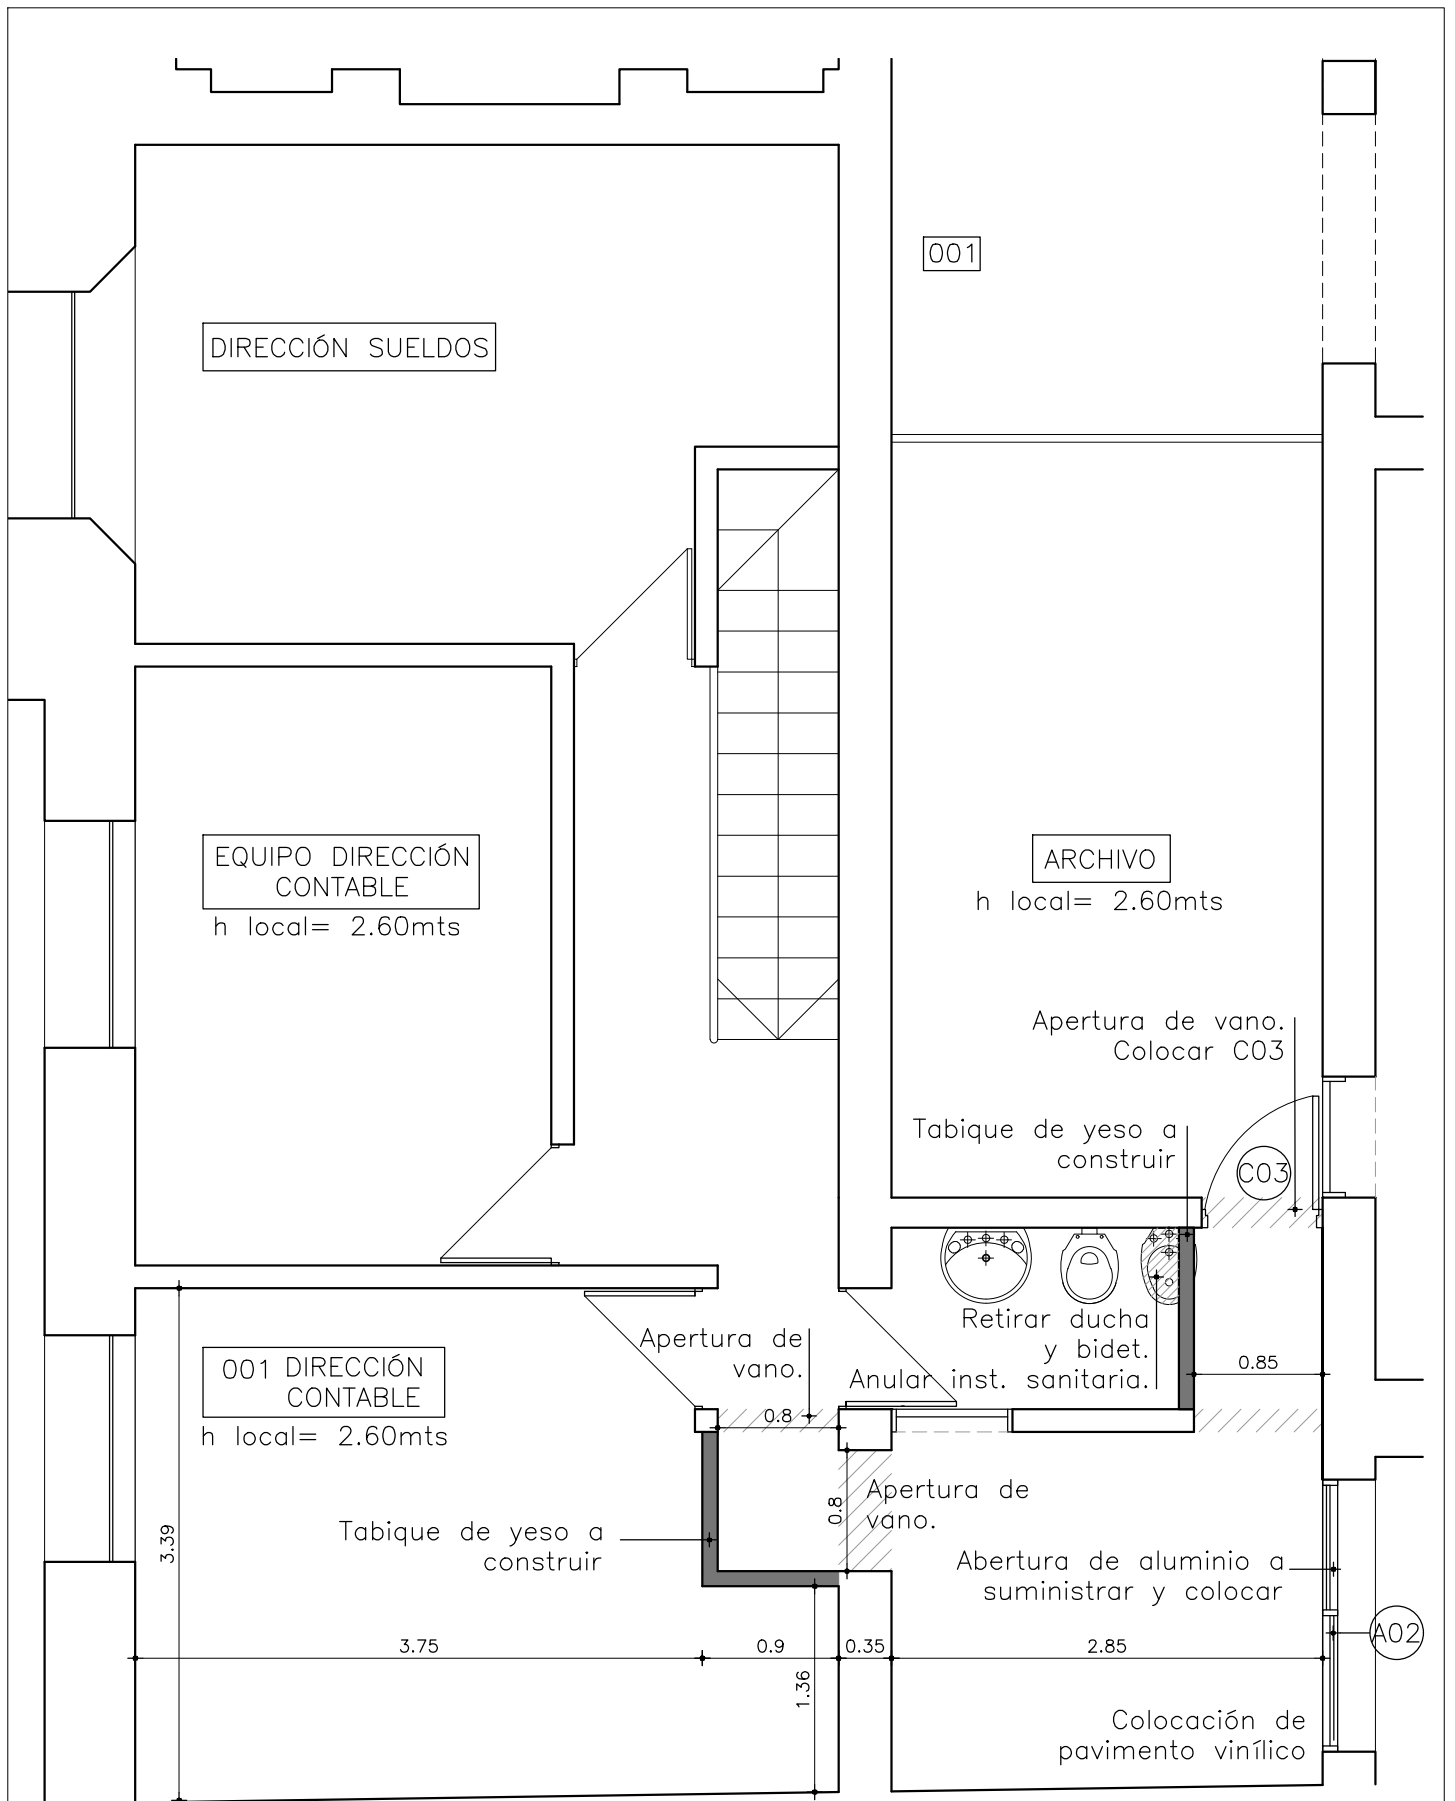 001
DIRECCIÓN SUELDOS
EQUIPO DIRECCIÓN
CONTABLE
h local= 2.60mts
ARCHIVO
h local= 2.60mts
Apertura de vano.
Colocar C03
Tabique de yeso a
construir
C03
Retirar ducha
y bidet.
Anular inst. sanitaria.
Apertura de
vano.
0.85
001 DIRECCIÓN
CONTABLE
h local= 2.60mts
0.8
0.8
Apertura de
vano.
3.39
Tabique de yeso a
construir
Abertura de aluminio a
suministrar y colocar
A02
3.75
0.9
0.35
2.85
1.36
Colocación de
pavimento vinílico